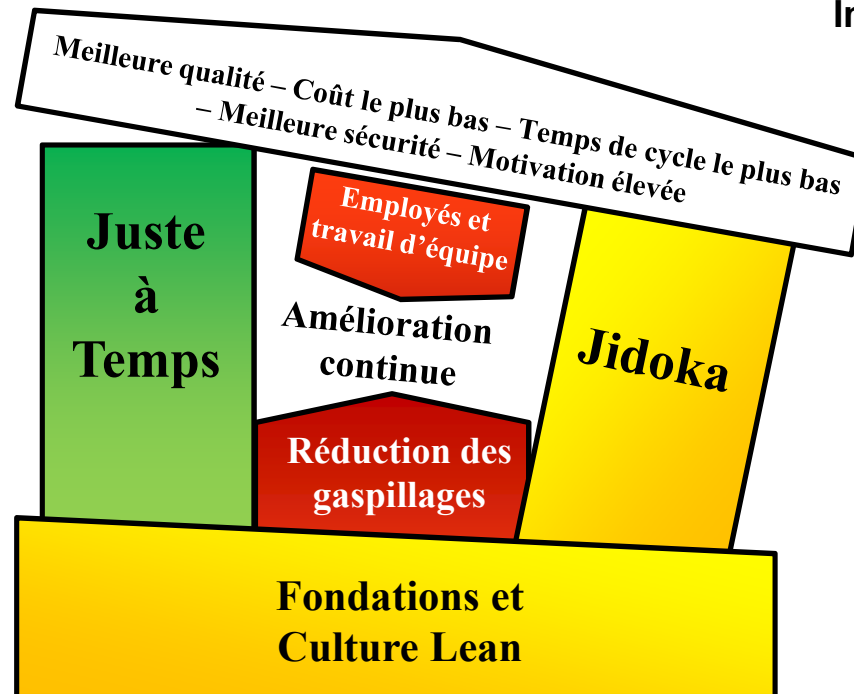 In
Meilleure qualité – Coût le plus bas – Temps de cycle le plus bas
– Meilleure sécurité – Motivation élevée
Employés et
travail d’équipe
Juste
à
Temps
Amélioration
continue
Jidoka
Réduction des
gaspillages
Fondations et
Culture Lean